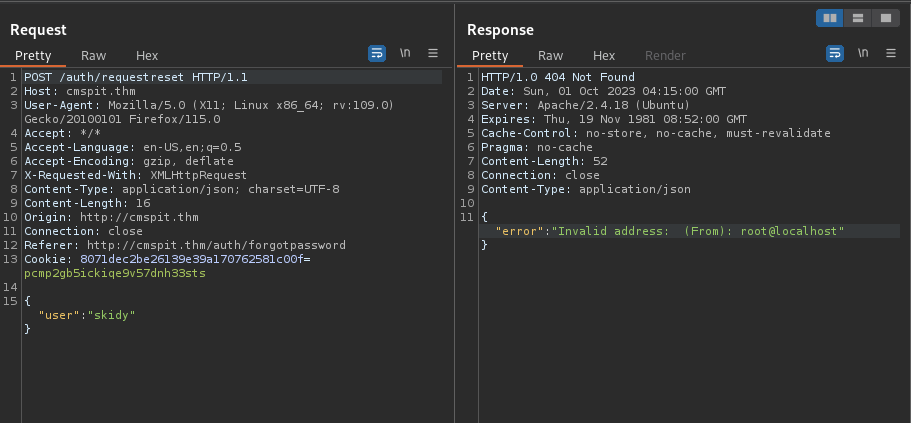 Request
Pretty Raw Hex \n
1 POST /auth/requestreset HTTP/1.1
2 Host: cmspit.thm
3 User-Agent: Mozilla/5.0 (X11; Linux x86_64; rv:109.0)
Gecko/20100101 Firefox/115.0
4 Accept: */*
5 Accept-Language: en-US,en;q=0.5
6 Accept-Encoding: gzip, deflate
7 X-Requested-With: XMLHttpRequest
8 Content-Type: application/json; charset=UTF-8
9 Content-Length: 16
10 Origin: http://cmspit.thm
11 Connection: close
12 Referer: http://cmspit.thm/auth/forgotpassword
13 Cookie: 8071dec2be26139e39a170762581c00f=
pcmp2gb5ickiqe9v57dnh33sts
14
15 {
"user":"skidy"
}
Response
Pretty Raw Hex Render \n
1 HTTP/1.0 404 Not Found
2 Date: Sun, 01 Oct 2023 04:15:00 GMT
3 Server: Apache/2.4.18 (Ubuntu)
4 Expires: Thu, 19 Nov 1981 08:52:00 GMT
5 Cache-Control: no-store, no-cache, must-revalidate
6 Pragma: no-cache
7 Content-Length: 52
8 Connection: close
9 Content-Type: application/json
10
11 {
"error":"Invalid address:  (From): root@localhost"
}